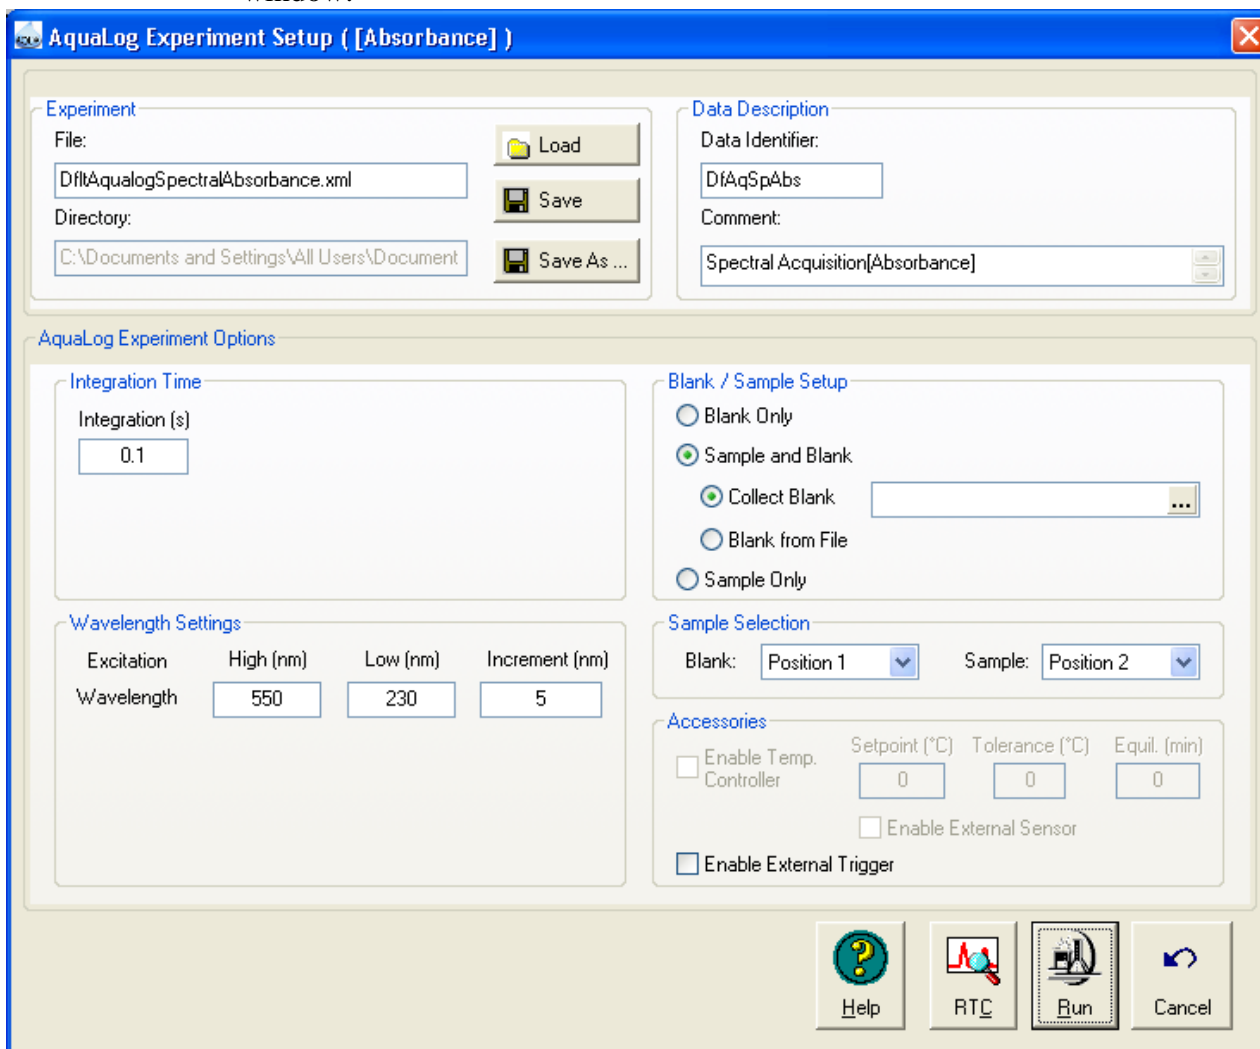 window.
AquaLog Experiment Setup ( [Absorbance] )
Experiment
File:
DfltAqualogSpectralAbsorbance.xml
Directory:
C:\Documents and Settings\All Users\Document
Load
Save
Save As ...
Data Description
Data Identifier:
DfAqSpAbs
Comment:
Spectral Acquisition[Absorbance]
AquaLog Experiment Options
Integration Time
Integration (s)
0.1
Blank / Sample Setup
Blank Only
Sample and Blank
Collect Blank
...
Blank from File
Sample Only
Wavelength Settings
Excitation High (nm) Low (nm) Increment (nm)
Wavelength 550 230 5
Sample Selection
Blank: Position 1 Sample: Position 2
Accessories
Enable Temp.
Controller
Setpoint (°C) Tolerance (°C) Equil. (min)
0 0 0
Enable External Sensor
Enable External Trigger
Help RTC Run Cancel